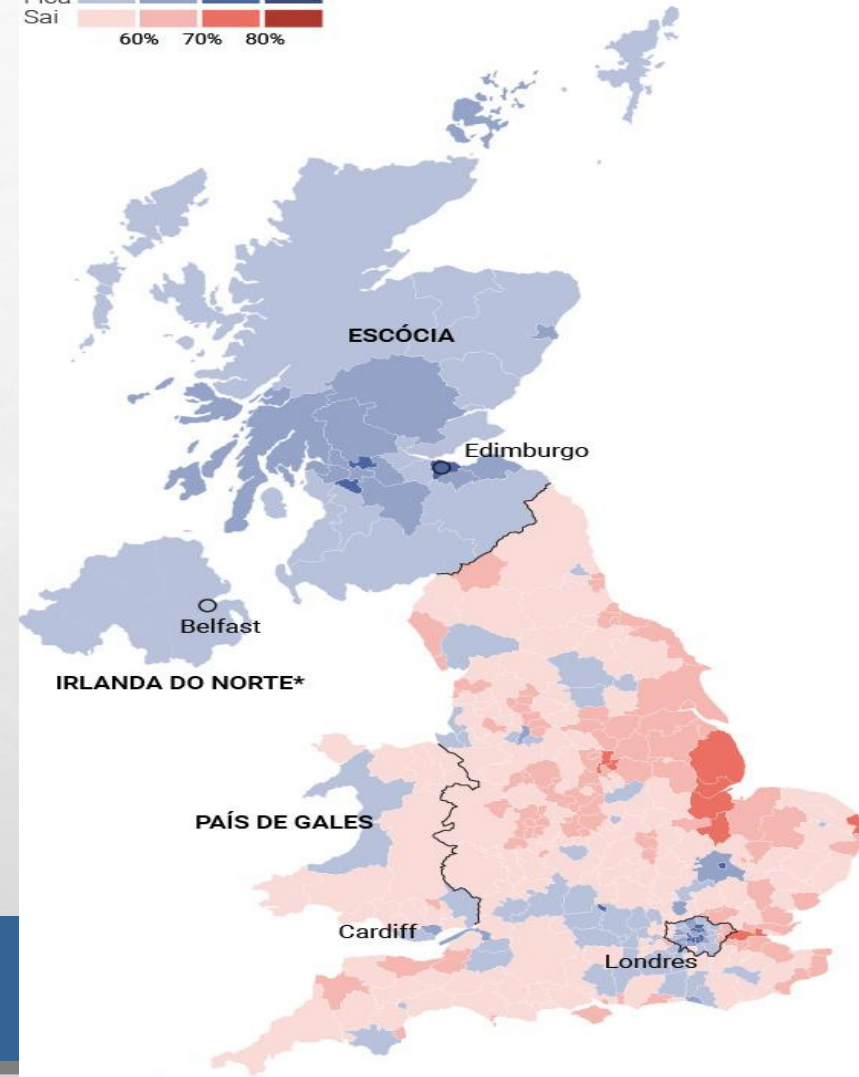 Sai
60% 70% 80%
ESCÓCIA
Edimburgo
Belfast
IRLANDA DO NORTE*
PAÍS DE GALES
Cardiff
Londres